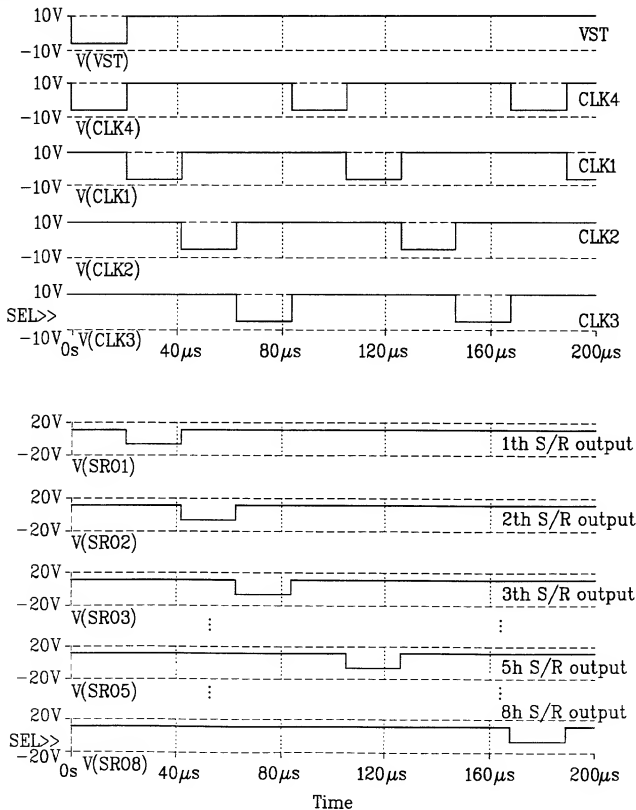 10V
VST
-10V
V(VST)
10V
CLK4
-10V
V(CLK4)
10V
CLK1
-10V
V(CLK1)
10V
CLK2
-10V
V(CLK2)
10V
SEL>>
CLK3
-10V
V(CLK3)
0s 40µs 80µs 120µs 160µs 200µs
20V
1th S/R output
-20V
V(SR01)
20V
2th S/R output
-20V
V(SR02)
20V
3th S/R output
-20V
V(SR03)
20V
5h S/R output
-20V
V(SR05)
8h S/R output
20V
SEL>>
-20V
V(SR08)
0s 40µs 80µs 120µs 160µs 200µs
Time